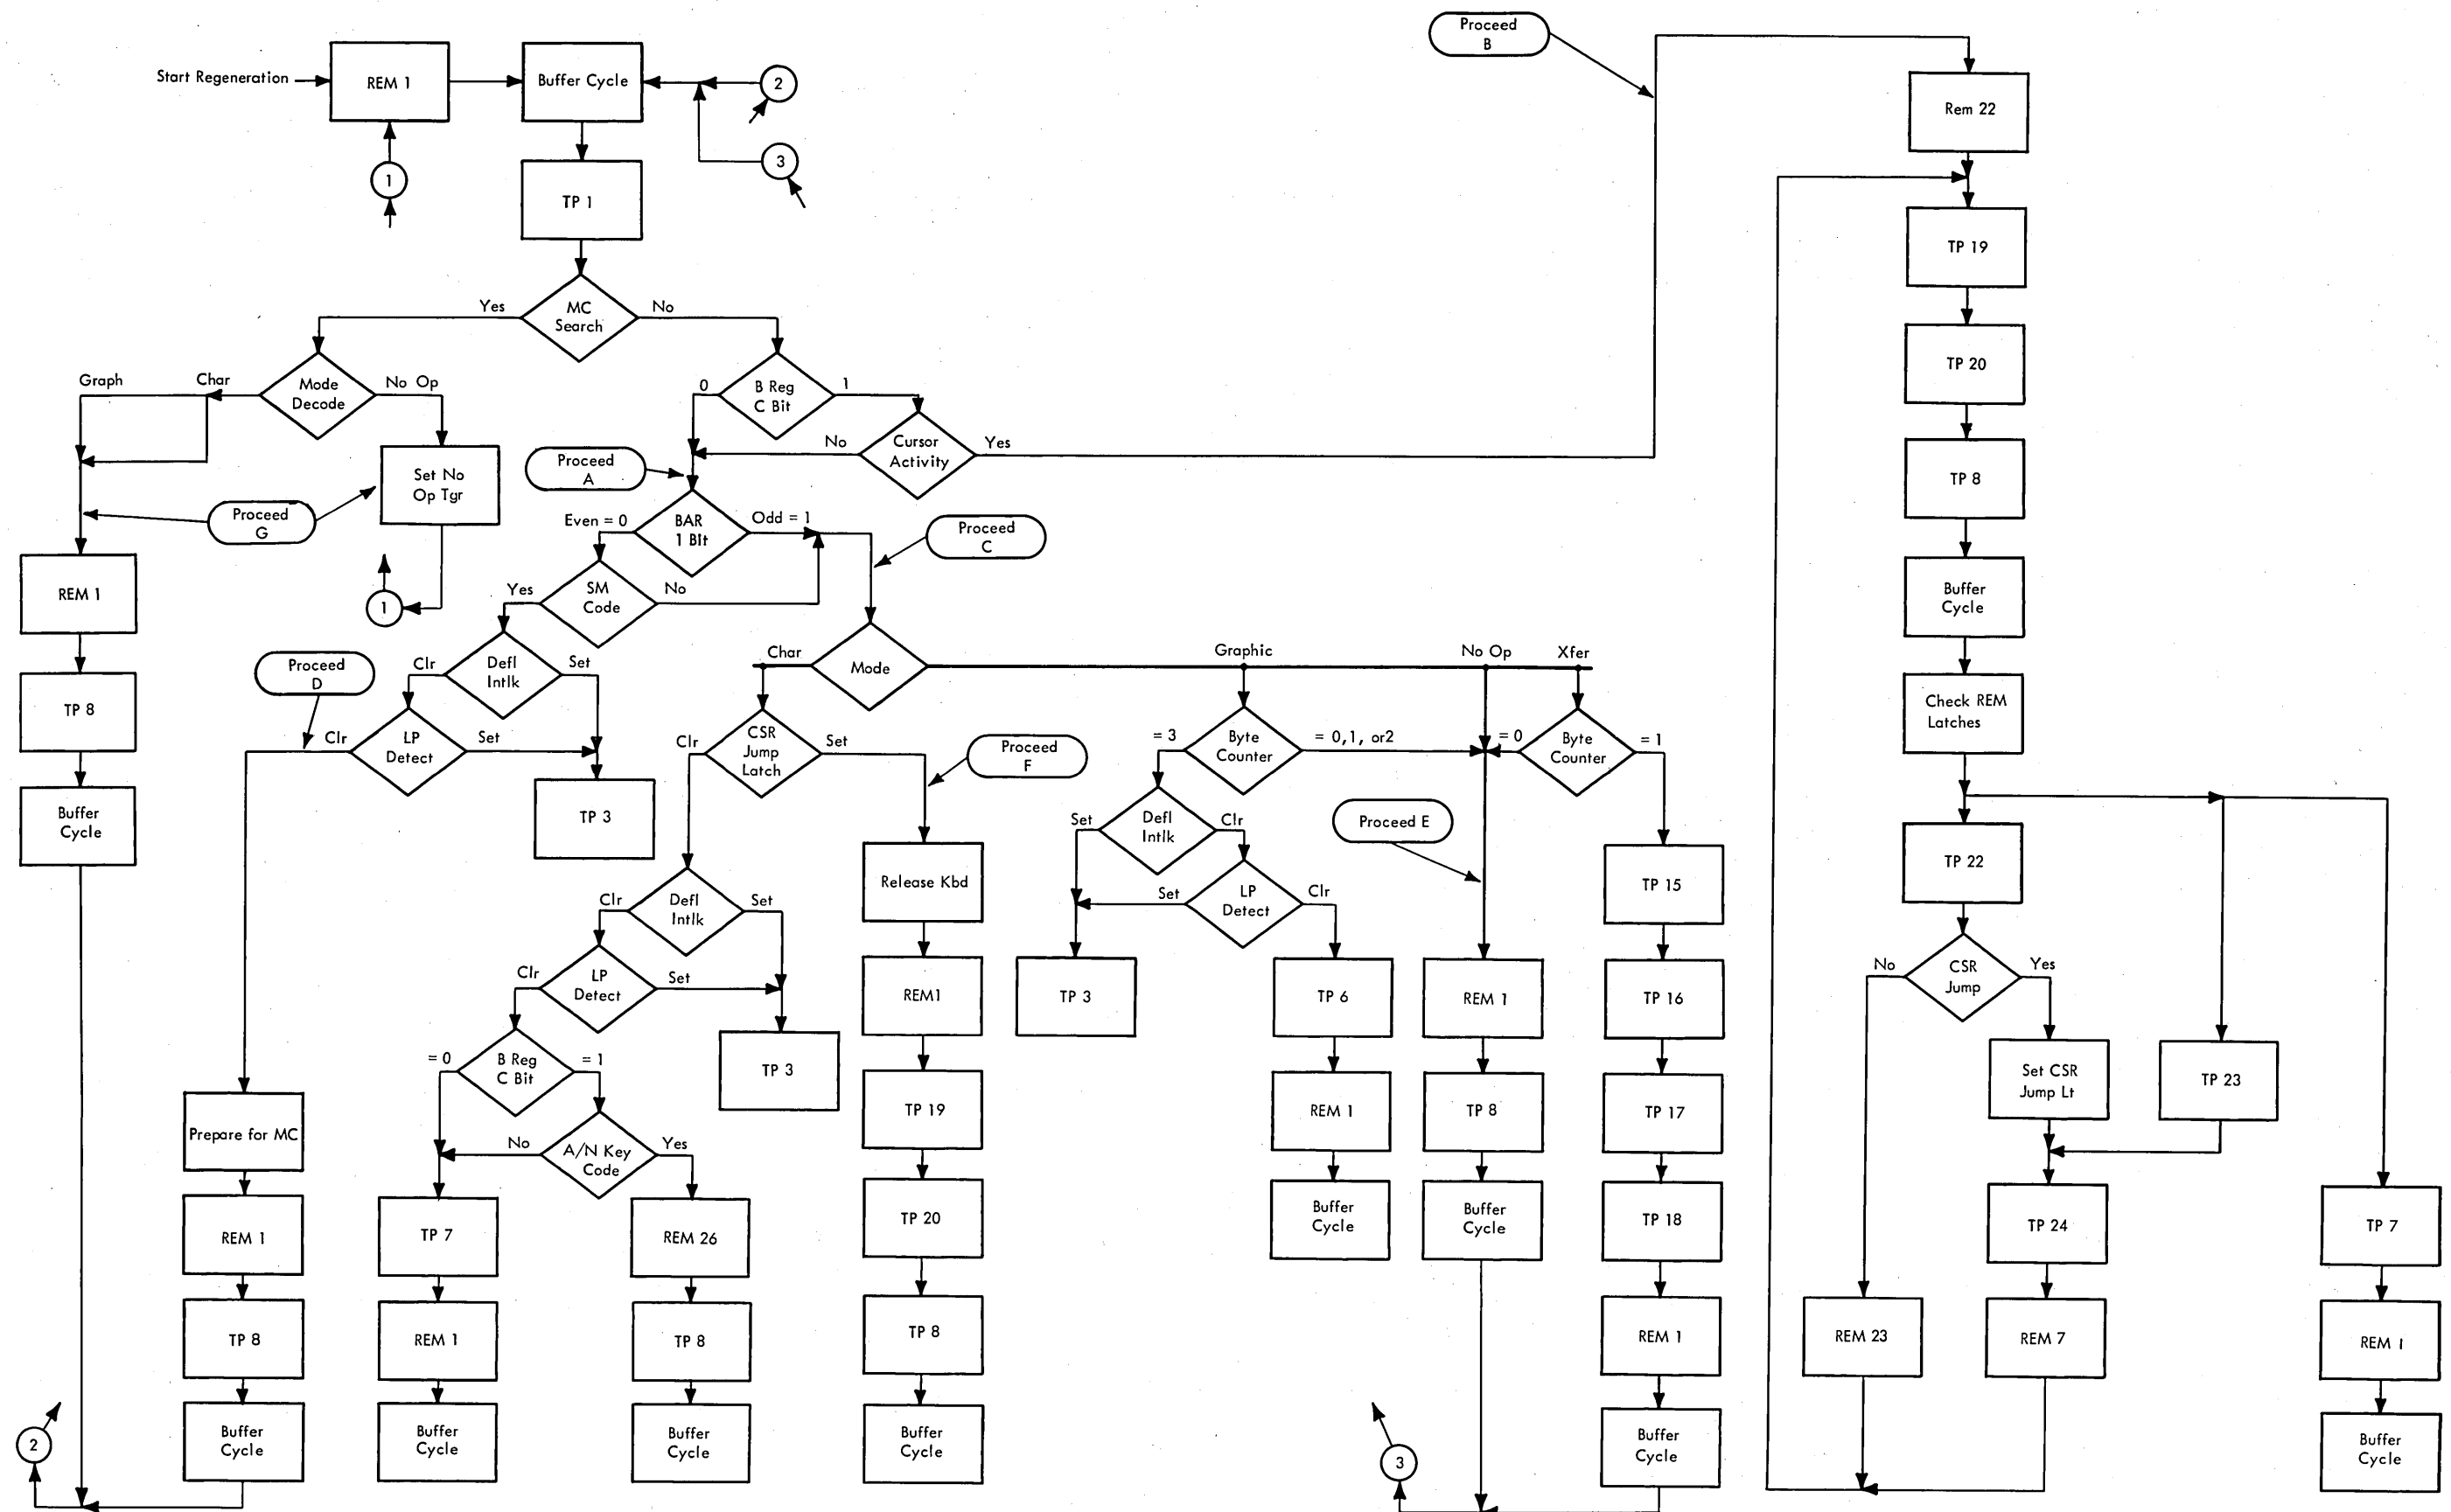 Start Regeneration
REM 1
Buffer Cycle
2
3
1
TP 1
MC
Search
Yes
No
Mode
Decode
Graph
Char
No Op
Set No
Op Tgr
Proceed
G
1
REM 1
TP 8
Buffer
Cycle
2
B Reg
C Bit
0
1
Cursor
Activity
No
Yes
Proceed
A
BAR
1 Bit
Even = 0
Odd = 1
Proceed
C
SM
Code
Yes
No
Defl
Intlk
Clr
Set
LP
Detect
Clr
Set
Proceed
D
TP 3
Prepare for MC
REM 1
TP 8
Buffer
Cycle
Mode
Char
Graphic
No Op
Xfer
CSR
Jump
Latch
Clr
Set
Proceed
F
Defl
Intlk
Clr
Set
LP
Detect
Clr
Set
TP 3
B Reg
C Bit
= 0
= 1
A/N Key
Code
No
Yes
TP 7
REM 1
Buffer
Cycle
REM 26
TP 8
Buffer
Cycle
Release Kbd
REM1
TP 19
TP 20
TP 8
Buffer
Cycle
Byte
Counter
= 3
= 0,1, or2
Defl
Intlk
Set
Clr
LP
Detect
Set
Clr
TP 3
TP 6
REM 1
Buffer
Cycle
Proceed E
REM 1
TP 8
Buffer
Cycle
3
Byte
Counter
= 0
= 1
TP 15
TP 16
TP 17
TP 18
REM 1
Buffer
Cycle
Proceed
B
Rem 22
TP 19
TP 20
TP 8
Buffer
Cycle
Check REM
Latches
TP 22
CSR
Jump
No
Yes
Set CSR
Jump Lt
TP 23
TP 24
REM 23
REM 7
TP 7
REM 1
Buffer
Cycle